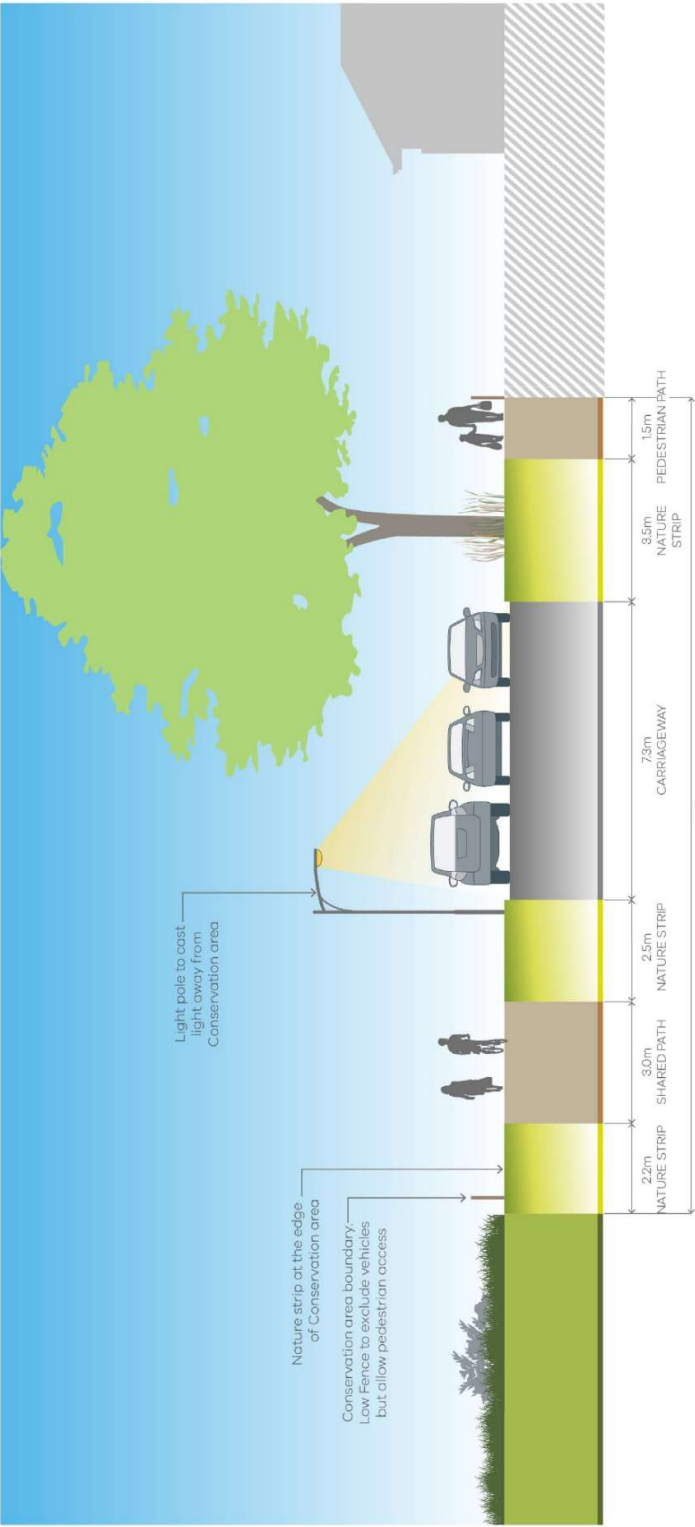 Light pole to cast
light away from
Conservation area
Nature strip at the edge
of Conservation area
Conservation area boundary.
Low Fence to exclude vehicles
but allow pedestrian access
2.2m
NATURE STRIP
3.0m
SHARED PATH
2.5m
NATURE STRIP
7.3m
CARRIAGEWAY
3.5m
NATURE
STRIP
1.5m
PEDESTRIAN PATH